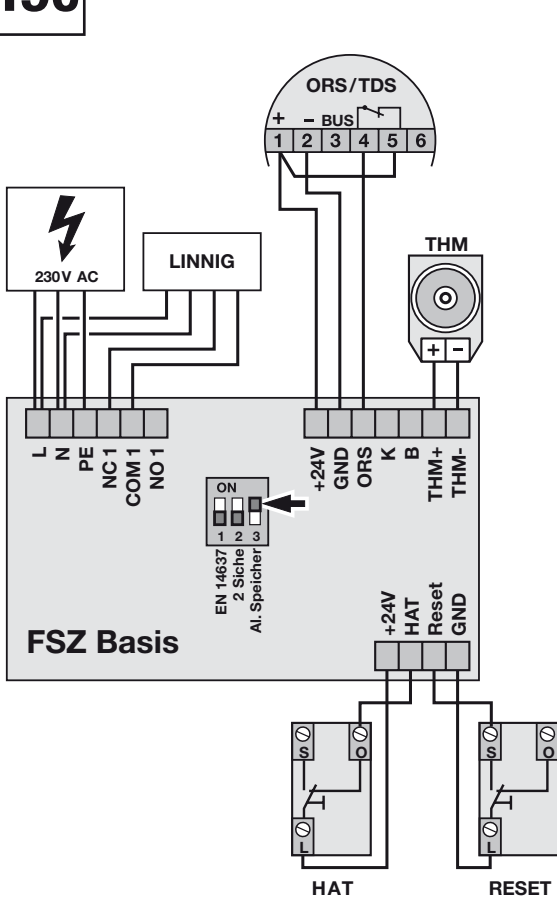 ORS/TDS
+ – BUS
1 2 3 4 5 6
230V AC
LINNIG
THM
+ –
L
N
PE
NC 1
COM 1
NO 1
+24V
GND
ORS
K
B
THM+
THM-
ON
1 2 3
EN 14637
2 Siche
Al. Speicher
FSZ Basis
+24V
HAT
Reset
GND
S O
L
HAT
S O
L
RESET